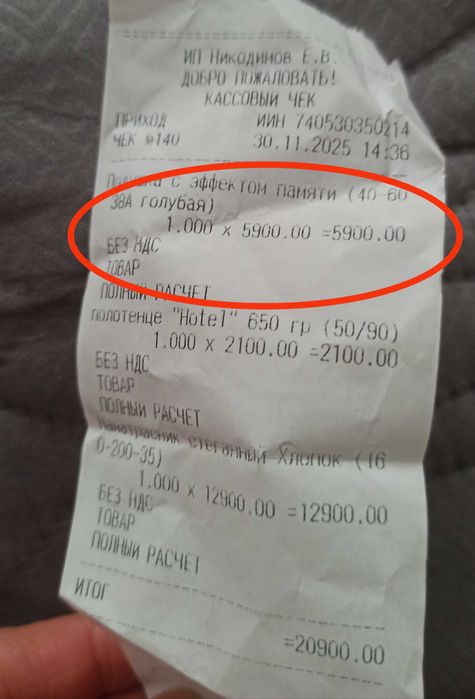 ИП Никодимов Е.В.
ДОБРО ПОЖАЛОВАТЬ!
КАССОВЫЙ ЧЕК
ПРИХОД ИИН 740530350214
ЧЕК №140 30.11.2025 14:36
Подушка с эффектом памяти (40-60
ЗВА голубая)
1.000 x 5900.00 =5900.00
БЕЗ НДС
ТОВАР
ПОЛНЫЙ РАСЧЕТ
полотенце "Hotel" 650 гр (50/90)
1.000 x 2100.00 =2100.00
БЕЗ НДС
ТОВАР
ПОЛНЫЙ РАСЧЕТ
стеганный Хлопок (16
0-200-35)
1.000 x 12900.00 =12900.00
БЕЗ НДС
ТОВАР
ПОЛНЫЙ РАСЧЕТ
ИТОГ
=20900.00